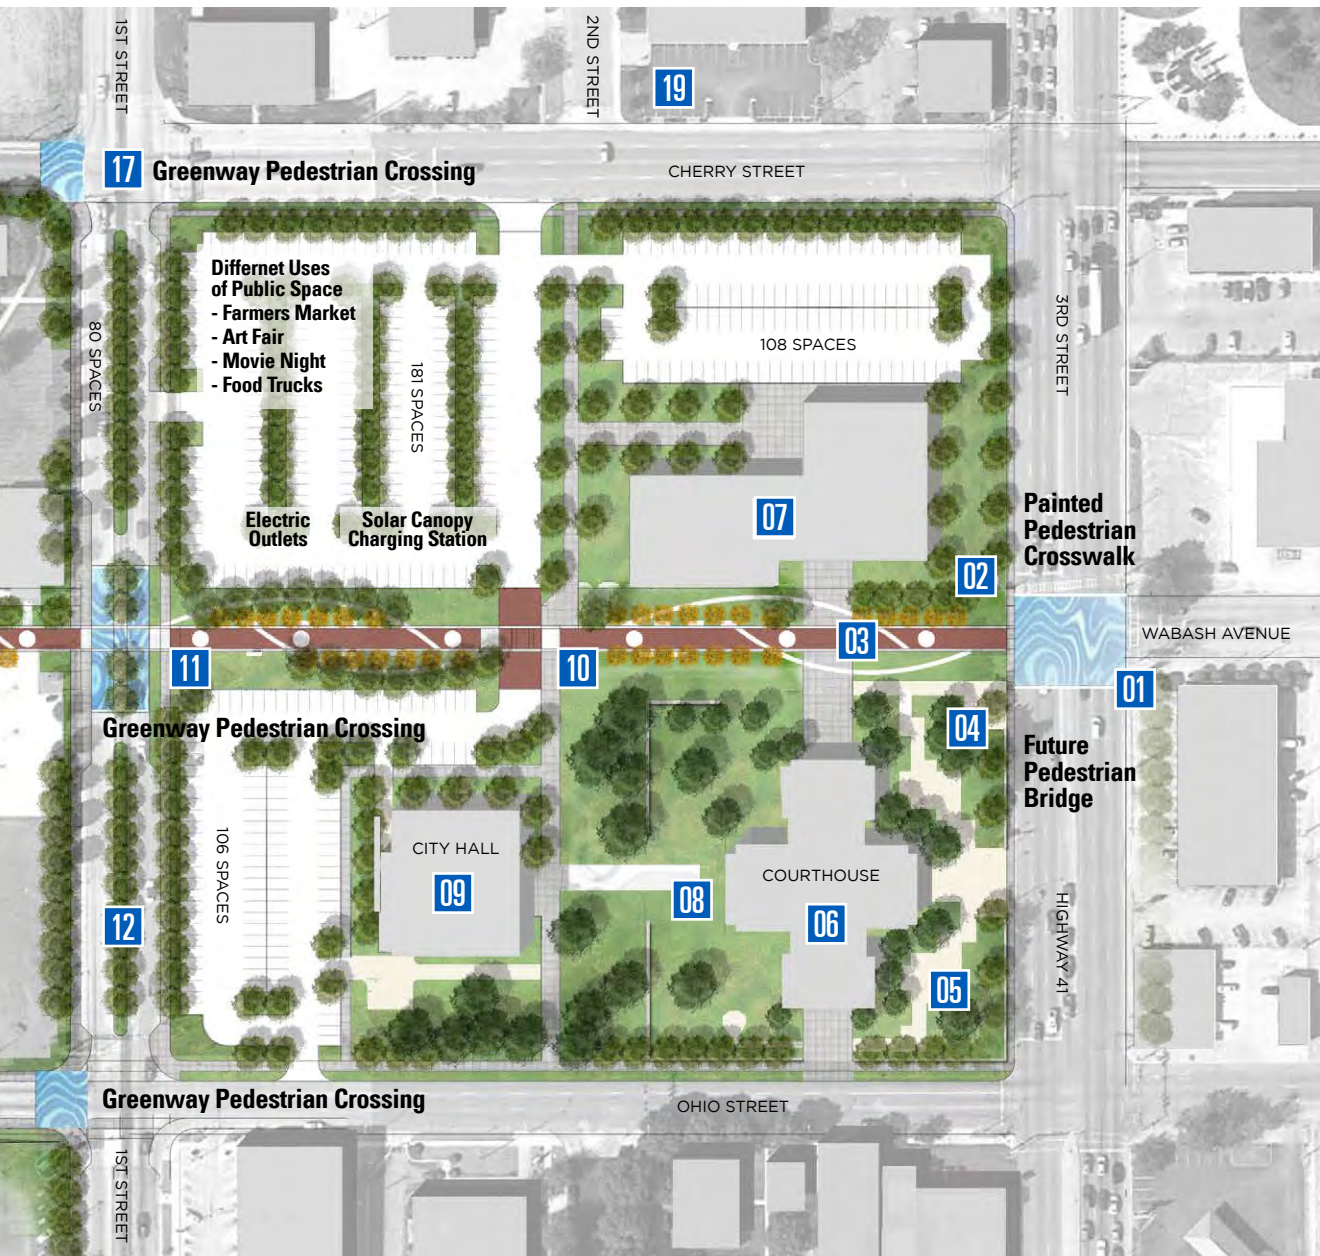 1ST STREET
2ND STREET
19
17
Greenway Pedestrian Crossing
CHERRY STREET
Differnet Uses
of Public Space
- Farmers Market
- Art Fair
- Movie Night
- Food Trucks
80 SPACES
181 SPACES
108 SPACES
3RD STREET
Electric
Outlets
Solar Canopy
Charging Station
07
Painted
Pedestrian
Crosswalk
02
WABASH AVENUE
11
10
03
01
Greenway Pedestrian Crossing
04
Future
Pedestrian
Bridge
106 SPACES
CITY HALL
09
COURTHOUSE
08
06
12
05
HIGHWAY 41
Greenway Pedestrian Crossing
OHIO STREET
1ST STREET